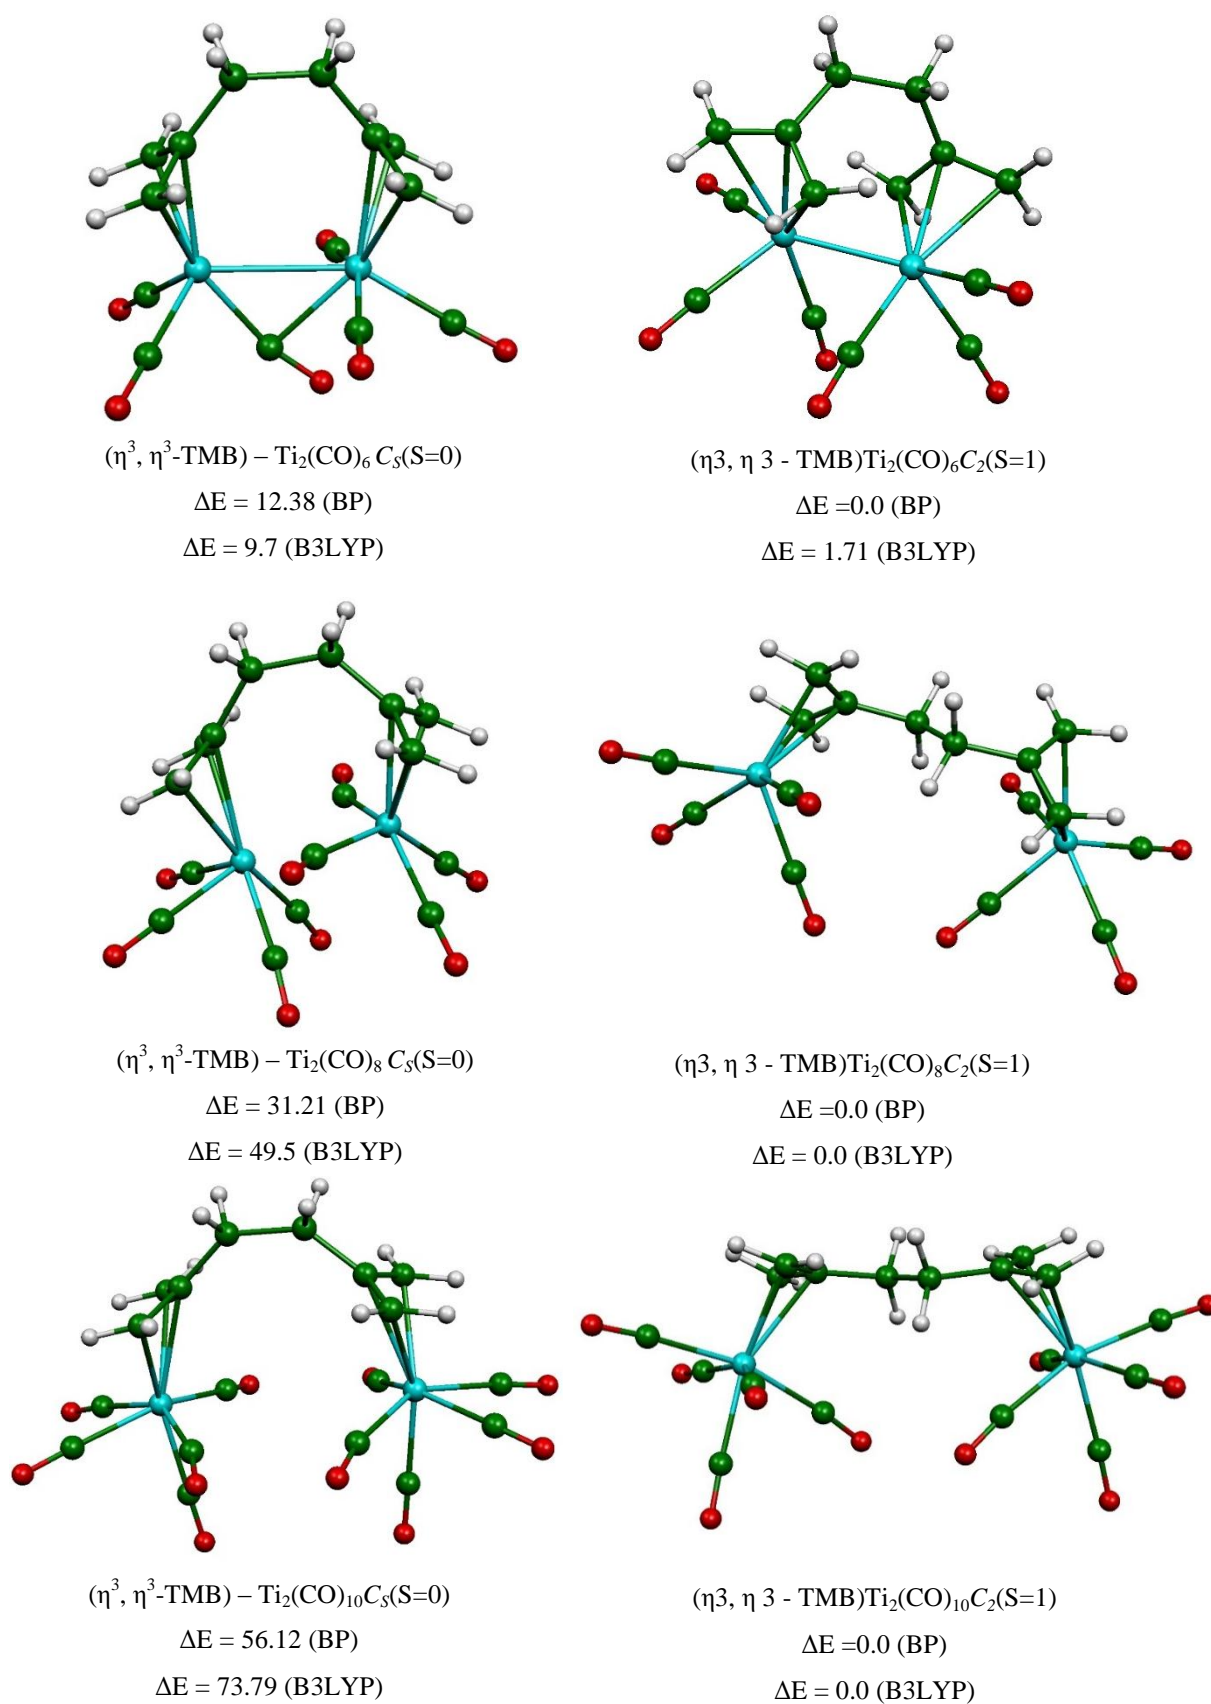 (η³, η³-TMB) – Ti₂(CO)₆ Cₛ(S=0)
ΔE = 12.38 (BP)
ΔE = 9.7 (B3LYP)
(η3, η 3 - TMB)Ti₂(CO)₆C₂(S=1)
ΔE =0.0 (BP)
ΔE = 1.71 (B3LYP)
(η³, η³-TMB) – Ti₂(CO)₈ Cₛ(S=0)
ΔE = 31.21 (BP)
ΔE = 49.5 (B3LYP)
(η3, η 3 - TMB)Ti₂(CO)₈C₂(S=1)
ΔE =0.0 (BP)
ΔE = 0.0 (B3LYP)
(η³, η³-TMB) – Ti₂(CO)₁₀Cₛ(S=0)
ΔE = 56.12 (BP)
ΔE = 73.79 (B3LYP)
(η3, η 3 - TMB)Ti₂(CO)₁₀C₂(S=1)
ΔE =0.0 (BP)
ΔE = 0.0 (B3LYP)